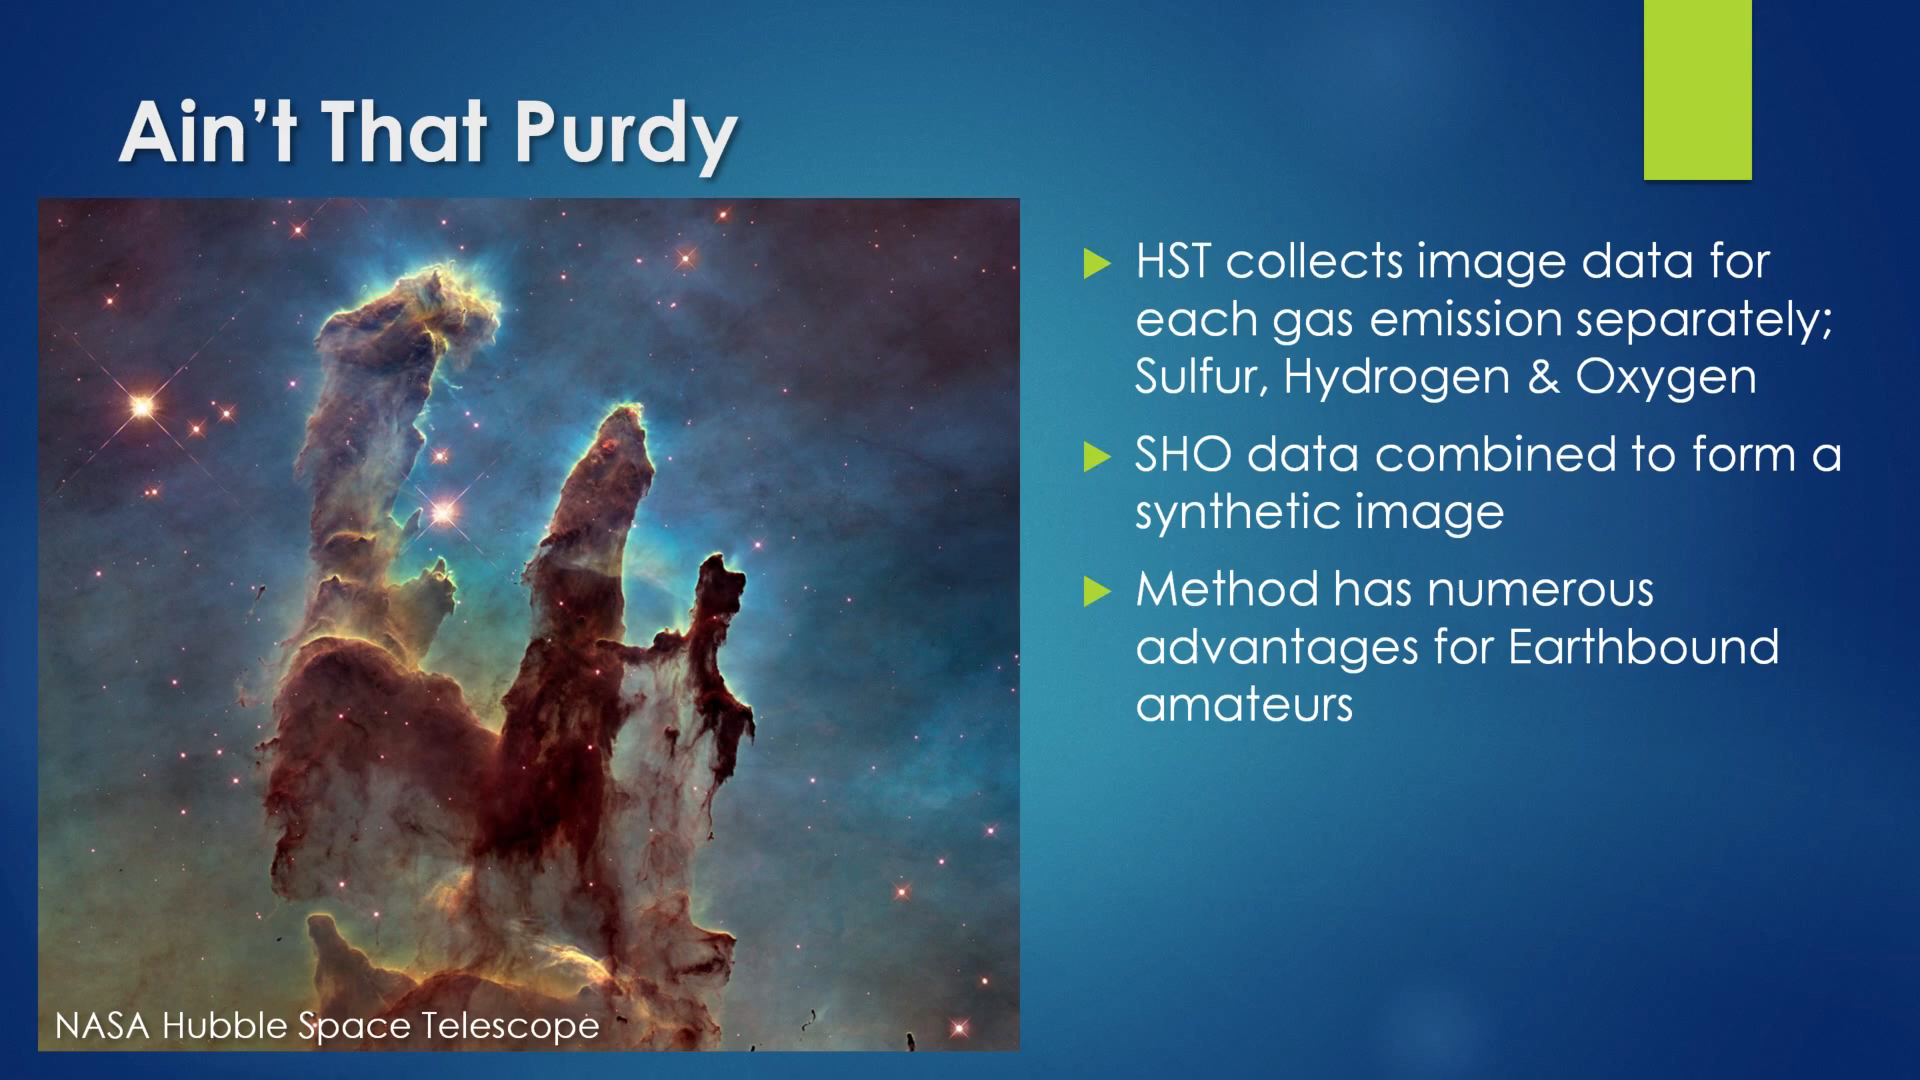 Ain’t That Purdy
HST collects image data for
each gas emission separately;
Sulfur, Hydrogen & Oxygen
SHO data combined to form a
synthetic image
Method has numerous
advantages for Earthbound
amateurs
NASA Hubble Space Telescope